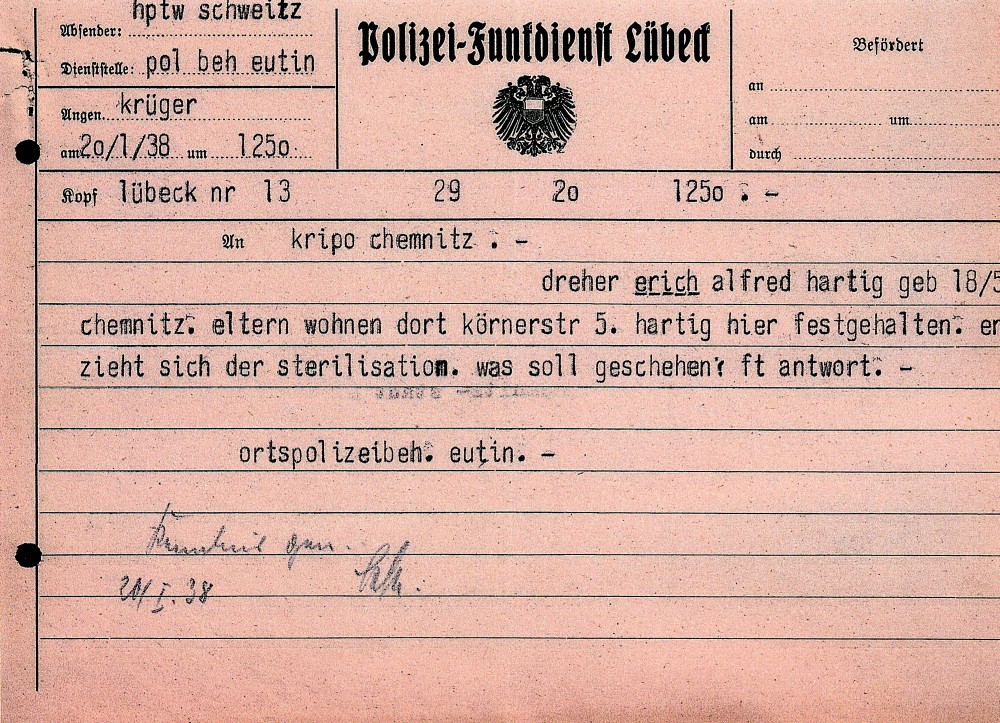 Absender: hptw schweitz
Dienststelle: pol beh eutin
Angen. krüger
am 20/1/38 um 1250
Polizei-Funkdienst Lübeck
Befördert
an
am um
durch
Kopf lübeck nr 13 29 20 1250 . -
An kripo chemnitz . -
dreher erich alfred hartig geb 18/5
chemnitz. eltern wohnen dort körnerstr 5. hartig hier festgehalten. er
zieht sich der sterilisation. was soll geschehen? ft antwort. -
ortspolizeibeh. eutin. -
Kenntnis gen.
20/I.38